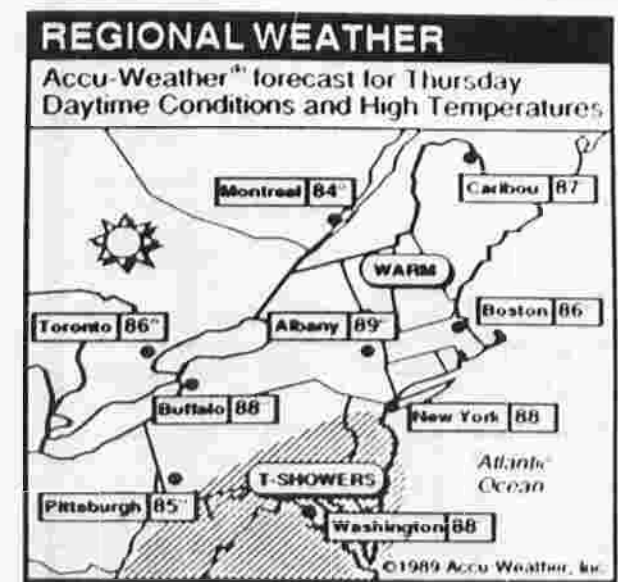 REGIONAL WEATHER
Accu-Weather® forecast for Thursday
Daytime Conditions and High Temperatures
Montreal 84°
Caribou 87°
WARM
Toronto 86°
Albany 89°
Boston 86
Buffalo 88
New York 88
Atlantic
Ocean
T-SHOWERS
Pittsburgh 85°
Washington 88
©1989 Accu-Weather, Inc.